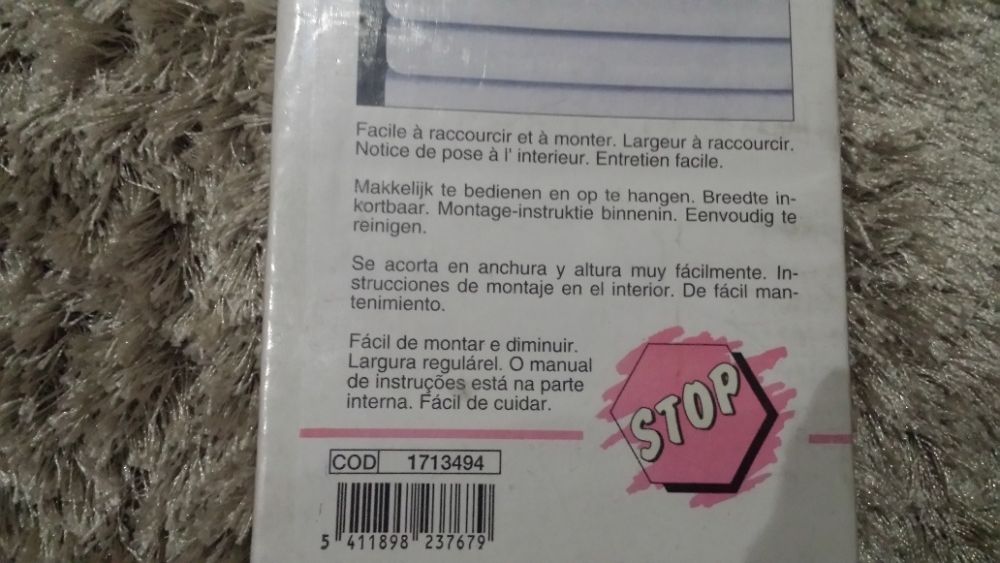 Facile à raccourcir et à monter. Largeur à raccourcir.
Notice de pose à l' interieur. Entretien facile.
Makkelijk te bedienen en op te hangen. Breedte in-
kortbaar. Montage-instruktie binnenin. Eenvoudig te
reinigen.
Se acorta en anchura y altura muy fácilmente. In-
strucciones de montaje en el interior. De fácil man-
tenimiento.
Fácil de montar e diminuir.
Largura regulárel. O manual
de instruções está na parte
interna. Fácil de cuidar.
STOP
COD 1713494
5 411898 237679